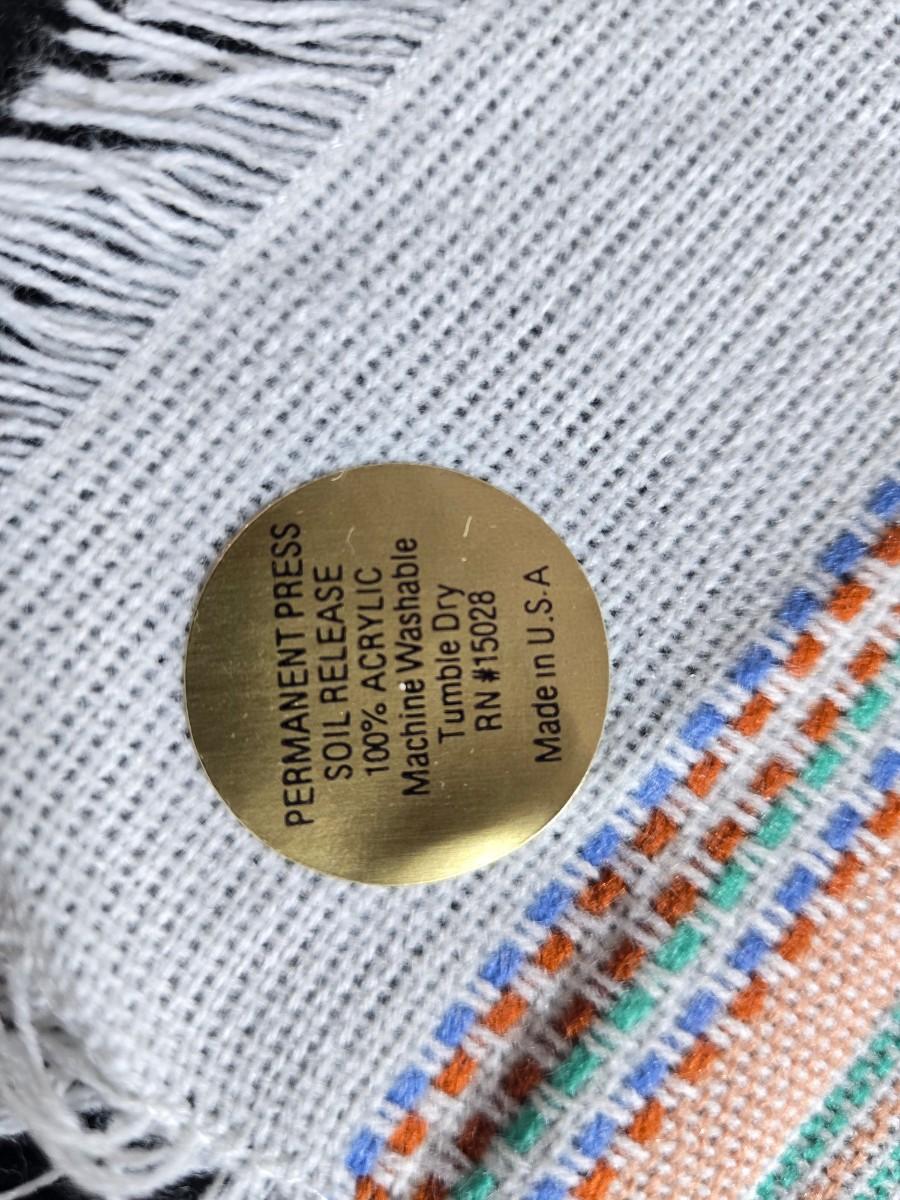 PERMANENT PRESS
SOIL RELEASE
100% ACRYLIC
Machine Washable
Tumble Dry
RN #15028
Made in U.S.A